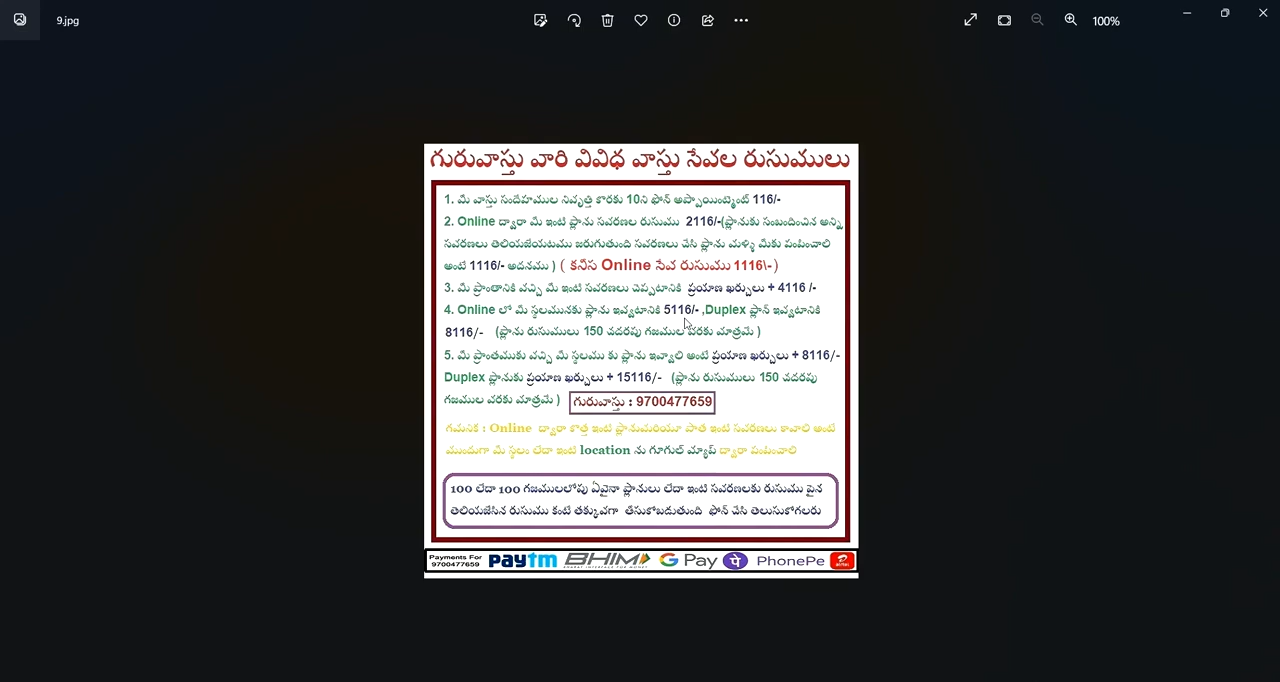 9.jpg
100%
గురువాస్తు వారి వివిధ వాస్తు సేవల రుసుములు
1. మీ వాస్తు సందేహముల నివృత్తి కొరకు 10ని ఫోన్ అప్పాయింట్మెంట్ 116/-
2. Online ద్వారా మీ ఇంటి ప్లాను సవరణల రుసుము 2116/-(ప్లానుకు సంబందించిన అన్ని
సవరణలు తెలియజేయటము జరుగుతుంది సవరణలు చేసి ప్లాను మళ్ళి మీకు పంపించాలి
అంటే 1116/- అదనము ) ( కనీస Online సేవ రుసుము 1116\-)
3. మీ ప్రాంతానికి వచ్చి మీ ఇంటి సవరణలు చెప్పటానికి ప్రయాణ ఖర్చులు + 4116 /-
4. Online లో మీ స్థలమునకు ప్లాను ఇవ్వటానికి 5116/- ,Duplex ప్లాన్ ఇవ్వటానికి
8116/- (ప్లాను రుసుములు 150 చదరపు గజముల వరకు మాత్రమే )
5. మీ ప్రాంతముకు వచ్చి మీ స్థలము కు ప్లాను ఇవ్వాలి అంటే ప్రయాణ ఖర్చులు + 8116/-
Duplex ప్లానుకు ప్రయాణ ఖర్చులు + 15116/- (ప్లాను రుసుములు 150 చదరపు
గజముల వరకు మాత్రమే ) గురువాస్తు : 9700477659
గమనిక : Online ద్వారా కొత్త ఇంటి ప్లానుమరియూ పాత ఇంటి సవరణలు కావాలి అంటే
ముందుగా మీ స్థలం లేదా ఇంటి location ను గూగుల్ మ్యాప్ ద్వారా పంపించాలి
100 లేదా 100 గజములలోపు ఏవైనా ప్లానులు లేదా ఇంటి సవరణలకు రుసుము పైన
తెలియజేసిన రుసుము కంటే తక్కువగా తీసుకోబడుతుంది ఫోన్ చేసి తెలుసుకోగలరు
Payments For
9700477659 paytm BHIM G Pay PhonePe